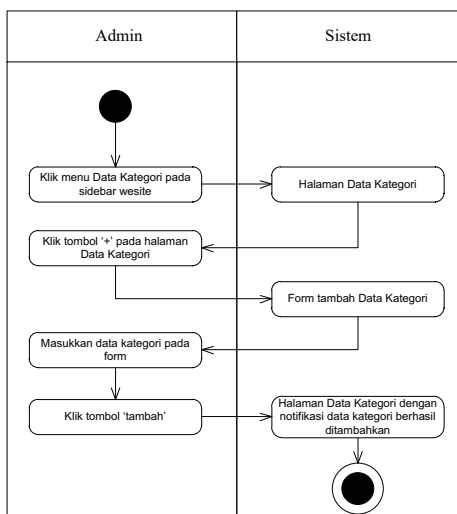 Admin
Sistem
Klik menu Data Kategori pada
sidebar wesite
Halaman Data Kategori
Klik tombol '+' pada halaman
Data Kategori
Form tambah Data Kategori
Masukkan data kategori pada
form
Klik tombol 'tambah'
Halaman Data Kategori dengan
notifikasi data kategori berhasil
ditambahkan